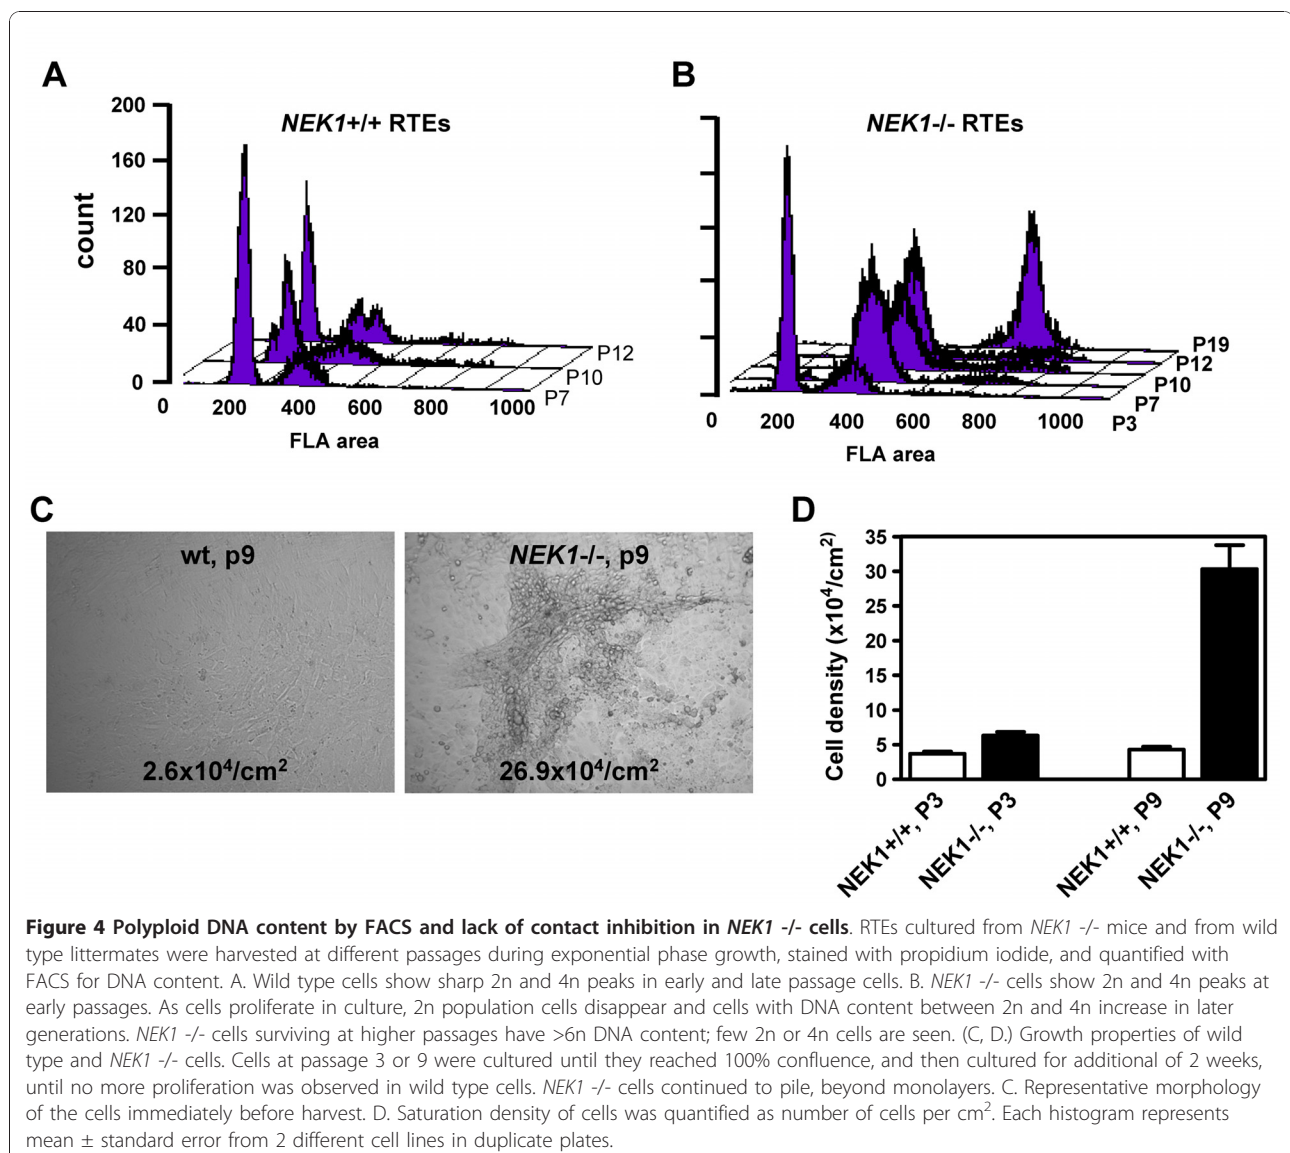 A
NEK1+/+ RTEs
count
200
160
120
80
40
0
0 200 400 600 800 1000
FLA area
P12
P10
P7
B
NEK1-/- RTEs
0 200 400 600 800 1000
FLA area
P19
P12
P10
P7
P3
C
wt, p9
2.6x10⁴/cm²
NEK1-/-, p9
26.9x10⁴/cm²
D
Cell density (x10⁴/cm²)
35
30
25
20
15
10
5
0
NEK1+/+, P3
NEK1-/-, P3
NEK1+/+, P9
NEK1-/-, P9
Figure 4 Polyploid DNA content by FACS and lack of contact inhibition in NEK1 -/- cells. RTEs cultured from NEK1 -/- mice and from wild
type littermates were harvested at different passages during exponential phase growth, stained with propidium iodide, and quantified with
FACS for DNA content. A. Wild type cells show sharp 2n and 4n peaks in early and late passage cells. B. NEK1 -/- cells show 2n and 4n peaks at
early passages. As cells proliferate in culture, 2n population cells disappear and cells with DNA content between 2n and 4n increase in later
generations. NEK1 -/- cells surviving at higher passages have >6n DNA content; few 2n or 4n cells are seen. (C, D.) Growth properties of wild
type and NEK1 -/- cells. Cells at passage 3 or 9 were cultured until they reached 100% confluence, and then cultured for additional of 2 weeks,
until no more proliferation was observed in wild type cells. NEK1 -/- cells continued to pile, beyond monolayers. C. Representative morphology
of the cells immediately before harvest. D. Saturation density of cells was quantified as number of cells per cm². Each histogram represents
mean ± standard error from 2 different cell lines in duplicate plates.